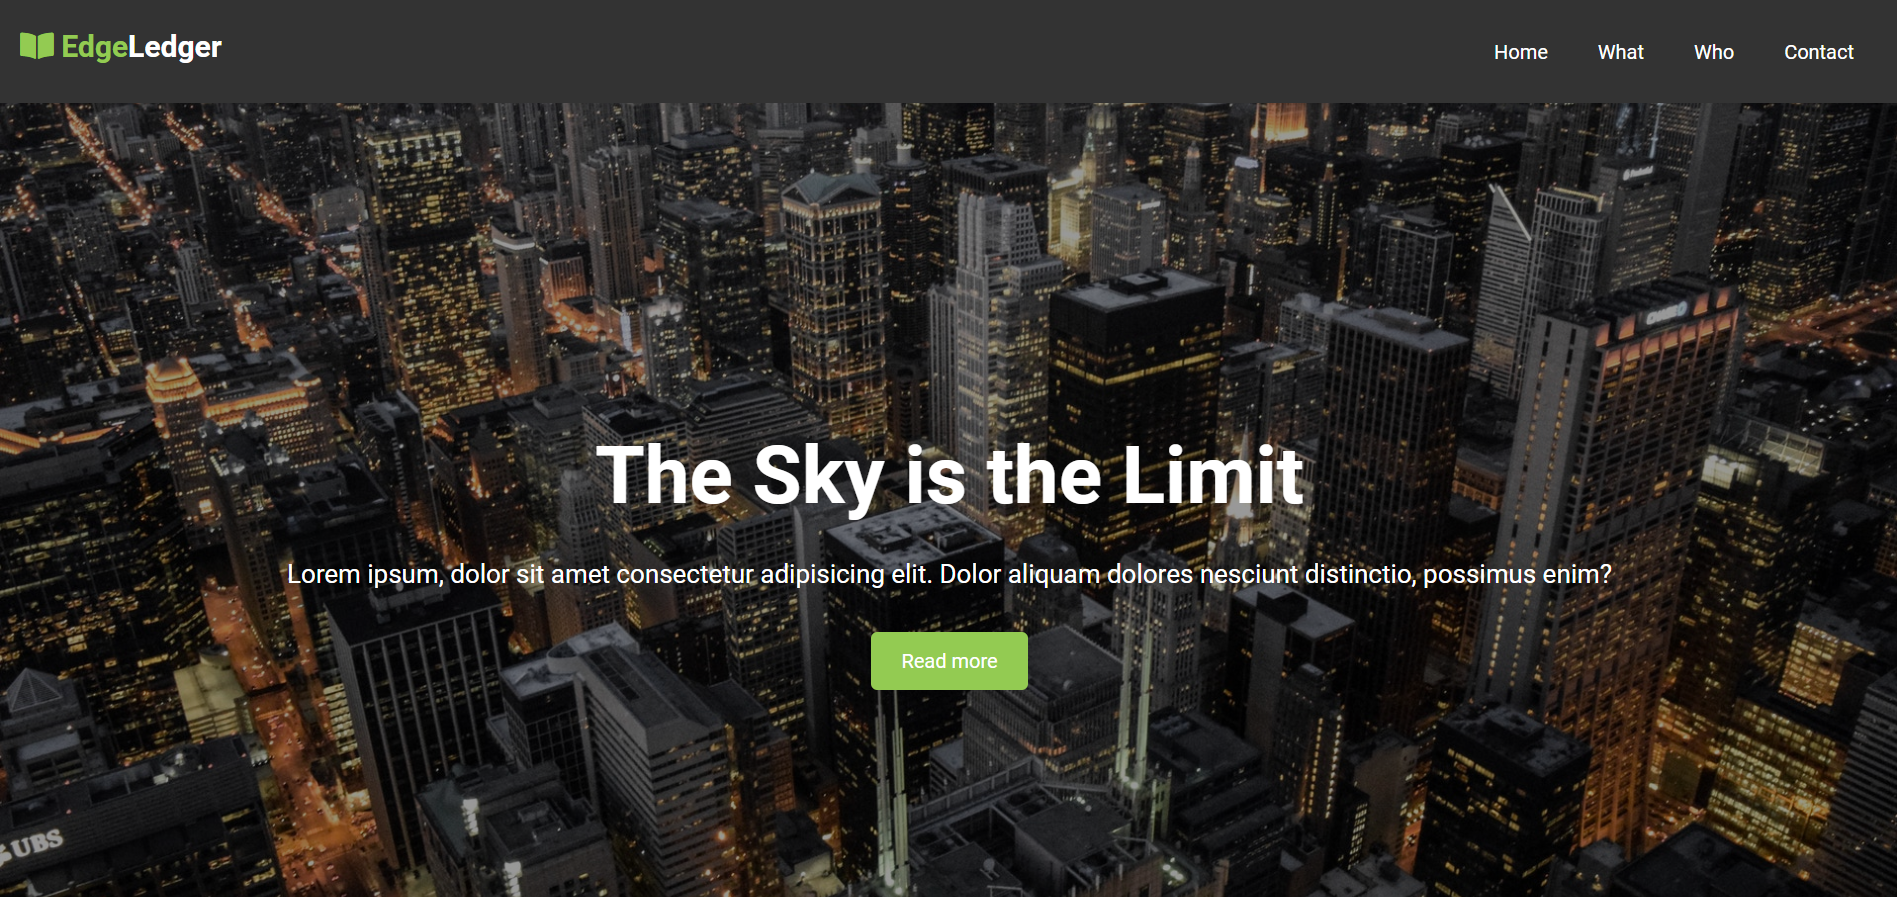 EdgeLedger
Home
What
Who
Contact
CHASE
The Sky is the Limit
Lorem ipsum, dolor sit amet consectetur adipisicing elit. Dolor aliquam dolores nesciunt distinctio, possimus enim?
Read more
UBS